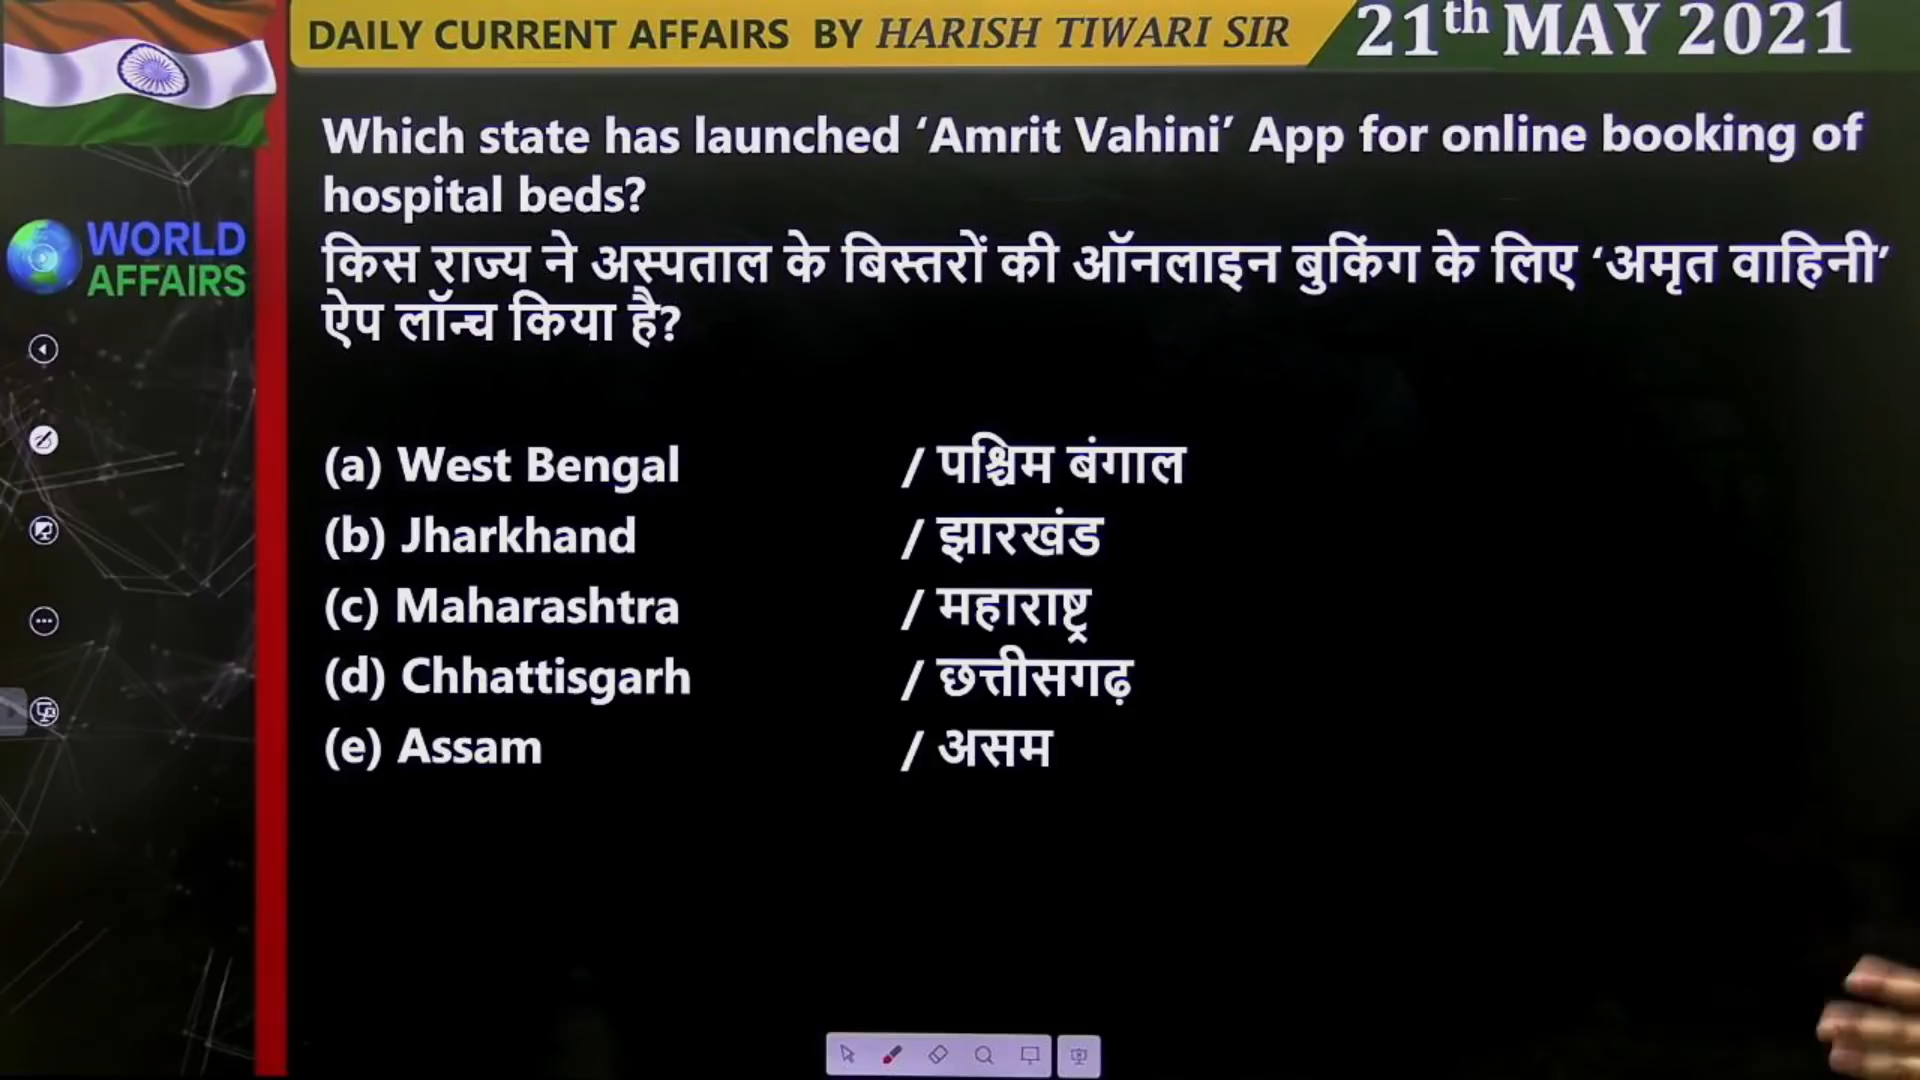 DAILY CURRENT AFFAIRS BY HARISH TIWARI SIR
21th MAY 2021
WORLD
AFFAIRS
Which state has launched ‘Amrit Vahini’ App for online booking of
hospital beds?
किस राज्य ने अस्पताल के बिस्तरों की ऑनलाइन बुकिंग के लिए ‘अमृत वाहिनी’
ऐप लॉन्च किया है?
(a) West Bengal / पश्चिम बंगाल
(b) Jharkhand / झारखंड
(c) Maharashtra / महाराष्ट्र
(d) Chhattisgarh / छत्तीसगढ़
(e) Assam / असम